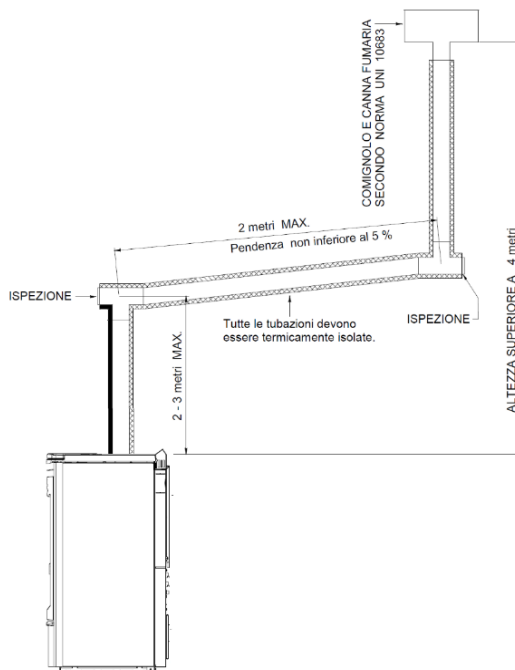 COMIGNOLO E CANNA FUMARIA
SECONDO NORMA UNI 10683
2 metri MAX.
Pendenza non inferiore al 5 %
ISPEZIONE
ISPEZIONE
Tutte le tubazioni devono
essere termicamente isolate.
2 - 3 metri MAX.
ALTEZZA SUPERIORE A 4 metri